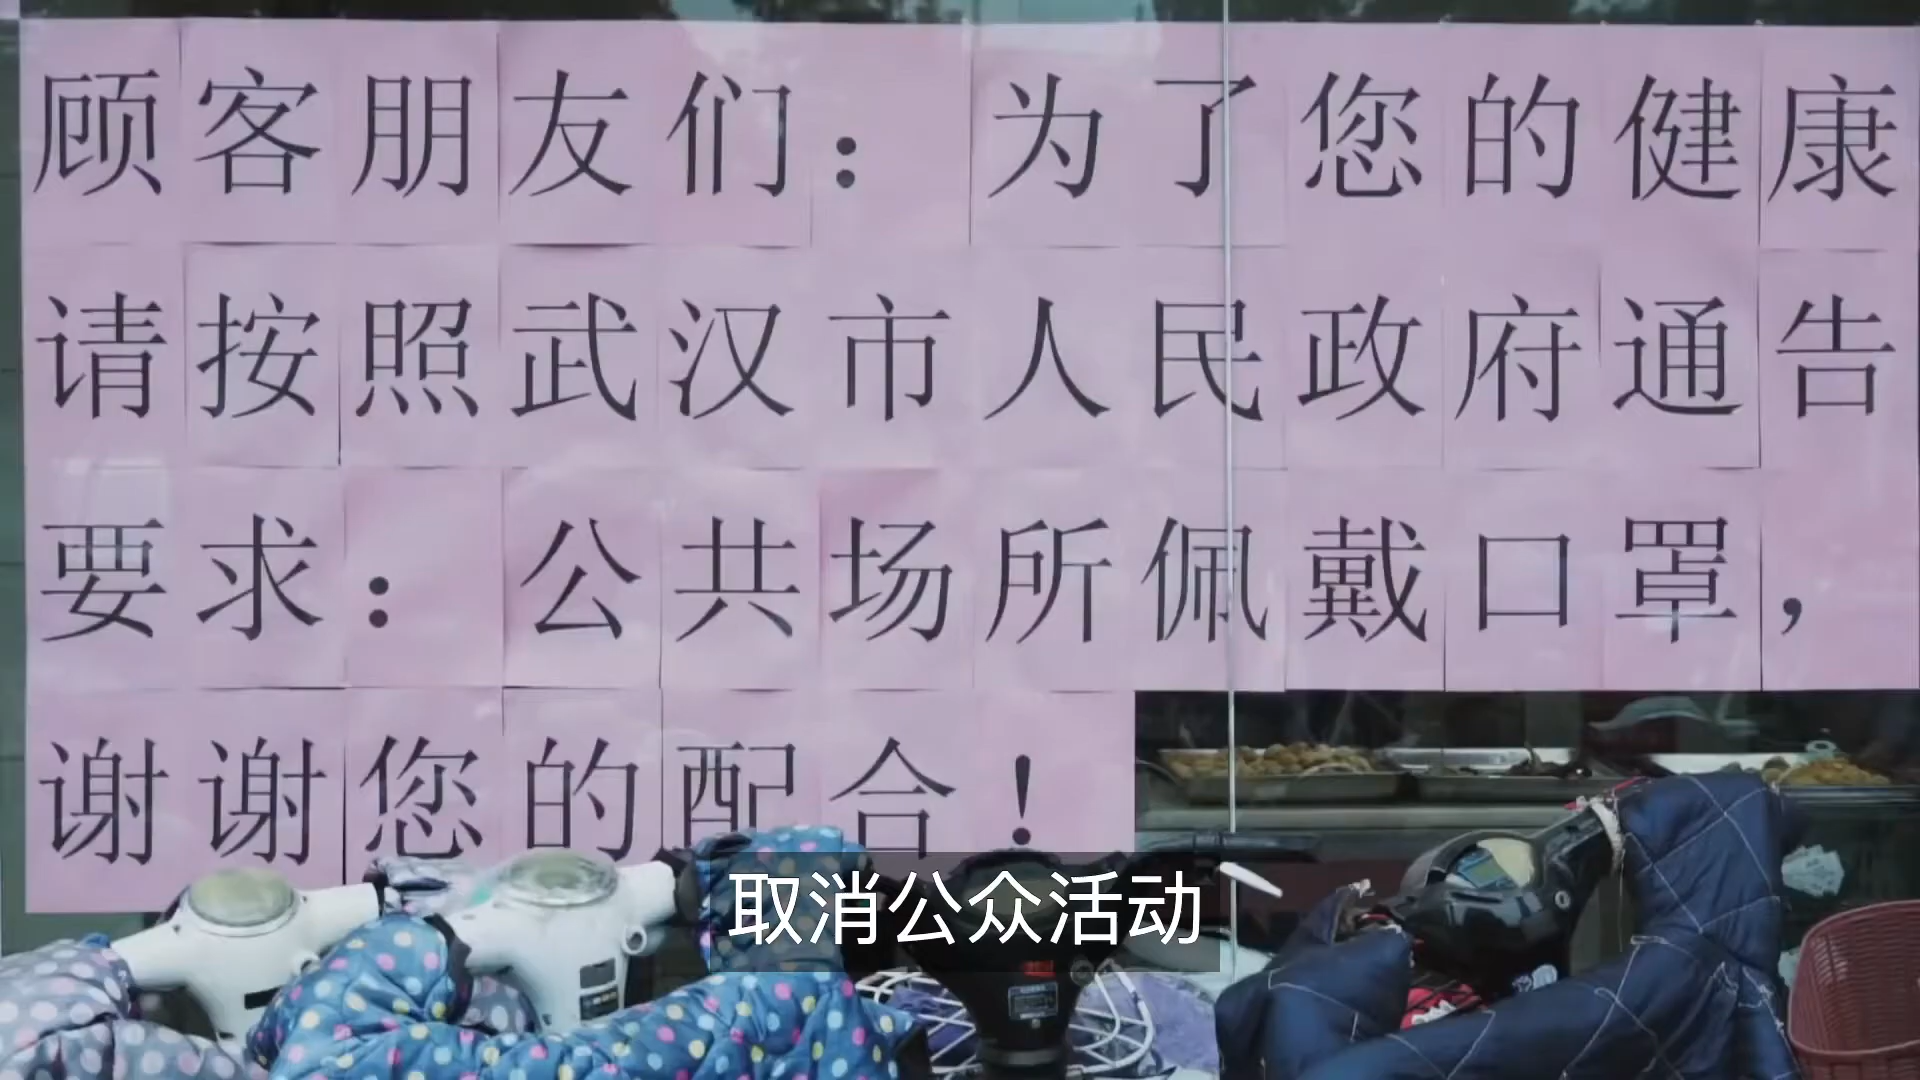 顾客朋友们：为了您的健康
请按照武汉市人民政府通告
要求：公共场所佩戴口罩，
谢谢您的配合！
取消公众活动